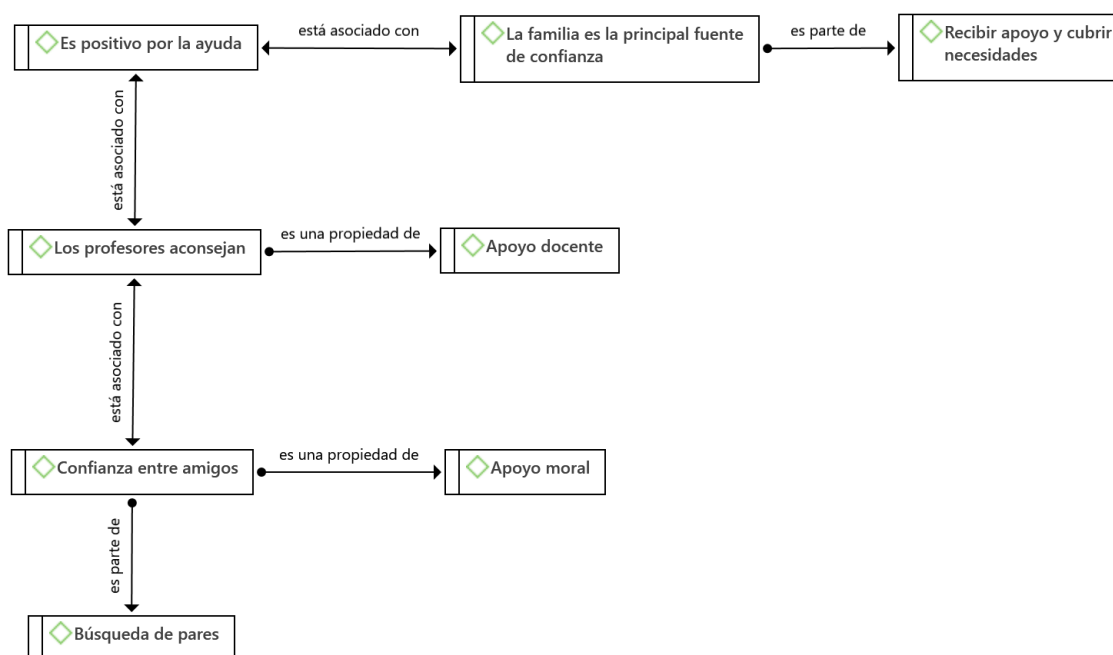 Es positivo por la ayuda
está asociado con
La familia es la principal fuente
de confianza
es parte de
Recibir apoyo y cubrir
necesidades
está asociado con
Los profesores aconsejan
es una propiedad de
Apoyo docente
está asociado con
Confianza entre amigos
es una propiedad de
Apoyo moral
es parte de
Búsqueda de pares